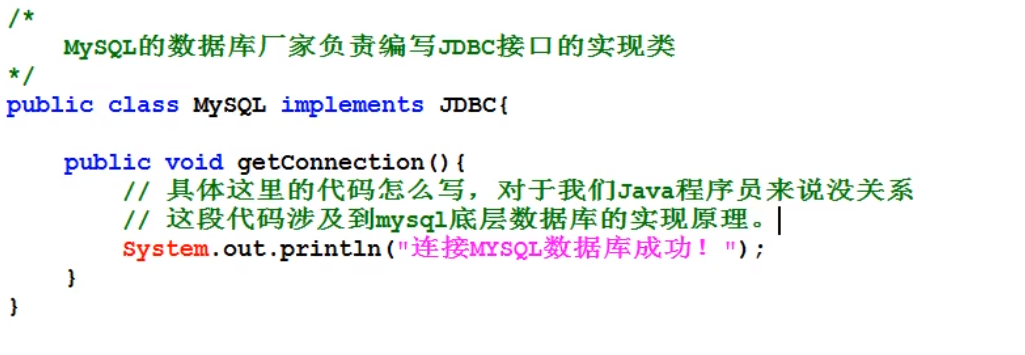 /*
    MySQL的数据库厂家负责编写JDBC接口的实现类
*/
public class MySQL implements JDBC{
    public void getConnection(){
        // 具体这里的代码怎么写，对于我们Java程序员来说没关系
        // 这段代码涉及到mysql底层数据库的实现原理。
        System.out.println("连接MYSQL数据库成功！");
    }
}